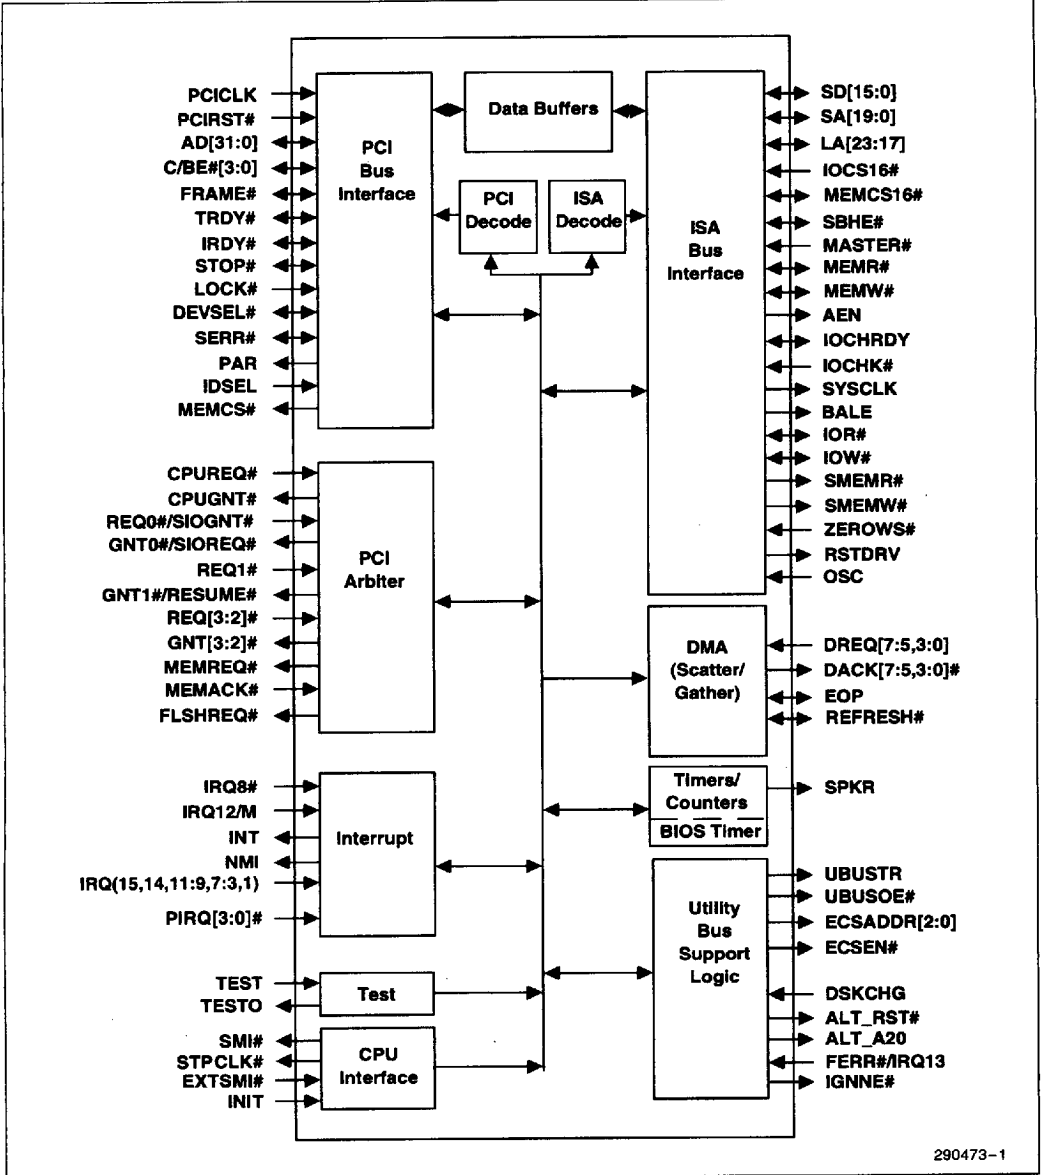 PCICLK
PCIRST#
AD[31:0]
C/BE#[3:0]
FRAME#
TRDY#
IRDY#
STOP#
LOCK#
DEVSEL#
SERR#
PAR
IDSEL
MEMCS#
CPUREQ#
CPUGNT#
REQ0#/SIOGNT#
GNT0#/SIOREQ#
REQ1#
GNT1#/RESUME#
REQ[3:2]#
GNT[3:2]#
MEMREQ#
MEMACK#
FLSHREQ#
IRQ8#
IRQ12/M
INT
NMI
IRQ(15,14,11:9,7:3,1)
PIRQ[3:0]#
TEST
TESTO
SMI#
STPCLK#
EXTSMI#
INIT
PCI
Bus
Interface
PCI
Arbiter
Interrupt
Test
CPU
Interface
Data Buffers
PCI
Decode
ISA
Decode
ISA
Bus
Interface
DMA
(Scatter/
Gather)
Timers/
Counters
BIOS Timer
Utility
Bus
Support
Logic
SD[15:0]
SA[19:0]
LA[23:17]
IOCS16#
MEMCS16#
SBHE#
MASTER#
MEMR#
MEMW#
AEN
IOCHRDY
IOCHK#
SYSCLK
BALE
IOR#
IOW#
SMEMR#
SMEMW#
ZEROWS#
RSTDRV
OSC
DREQ[7:5,3:0]
DACK[7:5,3:0]#
EOP
REFRESH#
SPKR
UBUSTR
UBUSOE#
ECSADDR[2:0]
ECSEN#
DSKCHG
ALT_RST#
ALT_A20
FERR#/IRQ13
IGNNE#
290473-1